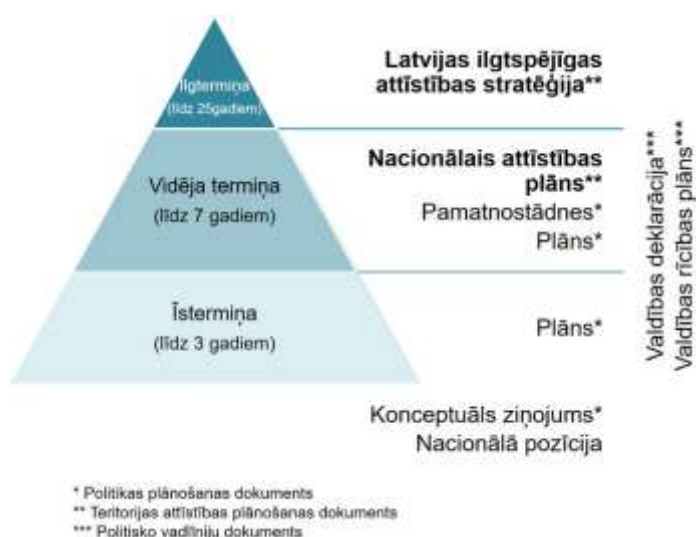 Ilgtermiņa
(līdz 25gadiem)
Latvijas ilgtspējīgas
attīstības stratēģija**
Vidēja termiņa
(līdz 7 gadiem)
Nacionālais attīstības
plāns**
Pamatnostādnes*
Plāns*
Īstermiņa
(līdz 3 gadiem)
Plāns*
Konceptuāls ziņojums*
Nacionālā pozīcija
Valdības deklarācija***
Valdības rīcības plāns***
* Politikas plānošanas dokuments
** Teritorijas attīstības plānošanas dokuments
*** Politisko vadlīniju dokuments